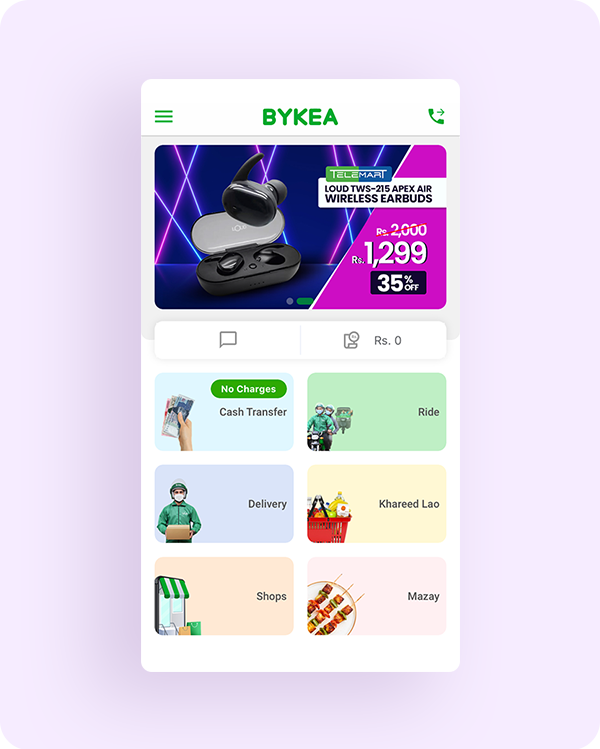 BYKEA
TELEMART
LOUD TWS-215 APEX AIR
WIRELESS EARBUDS
Rs. 2,000
Rs. 1,299
35% OFF
Rs. 0
No Charges
Cash Transfer
Ride
Delivery
Khareed Lao
Shops
Mazay